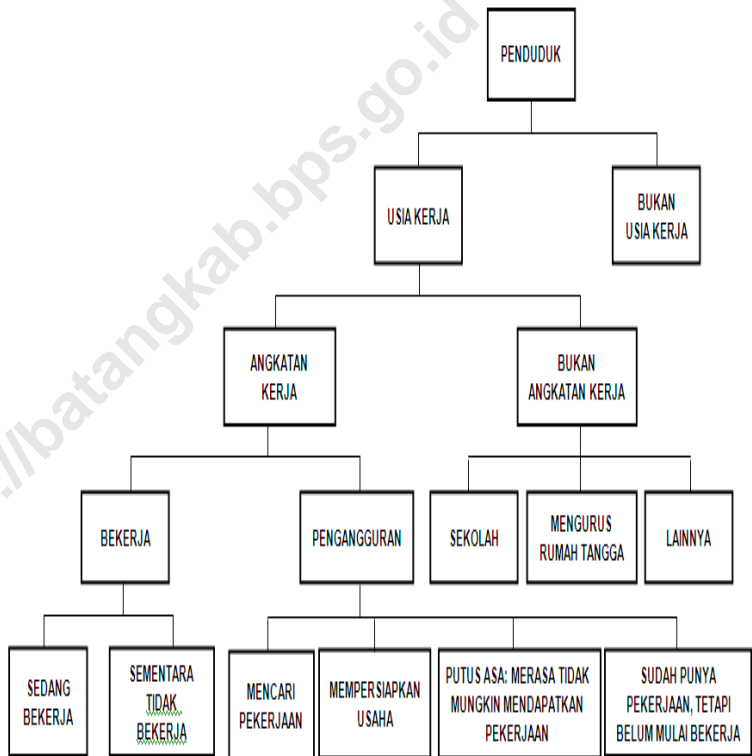 PENDUDUK
USIA KERJA
BUKAN
USIA KERJA
ANGKATAN
KERJA
BUKAN
ANGKATAN KERJA
BEKERJA
PENGANGGURAN
SEKOLAH
MENGURUS
RUMAH TANGGA
LAINNYA
SEDANG
BEKERJA
SEMENTARA
TIDAK
BEKERJA
MENCARI
PEKERJAAN
MEMPERSIAPKAN
USAHA
PUTUS ASA: MERASA TIDAK
MUNGKIN MENDAPATKAN
PEKERJAAN
SUDAH PUNYA
PEKERJAAN, TETAPI
BELUM MULAI BEKERJA
://batangkab.bps.go.id